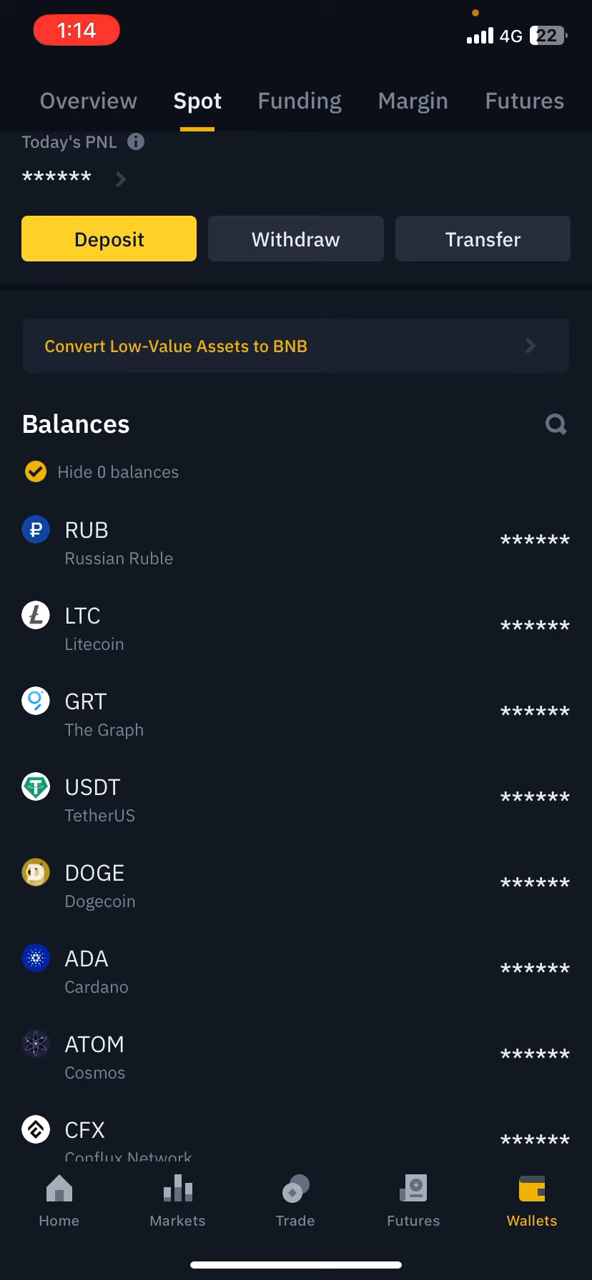 1:14
4G 22
Overview Spot Funding Margin Futures
Today's PNL
******
Deposit Withdraw Transfer
Convert Low-Value Assets to BNB
Balances
Hide 0 balances
RUB
Russian Ruble
******
LTC
Litecoin
******
GRT
The Graph
******
USDT
TetherUS
******
DOGE
Dogecoin
******
ADA
Cardano
******
ATOM
Cosmos
******
CFX
Conflux Network
******
Home Markets Trade Futures Wallets